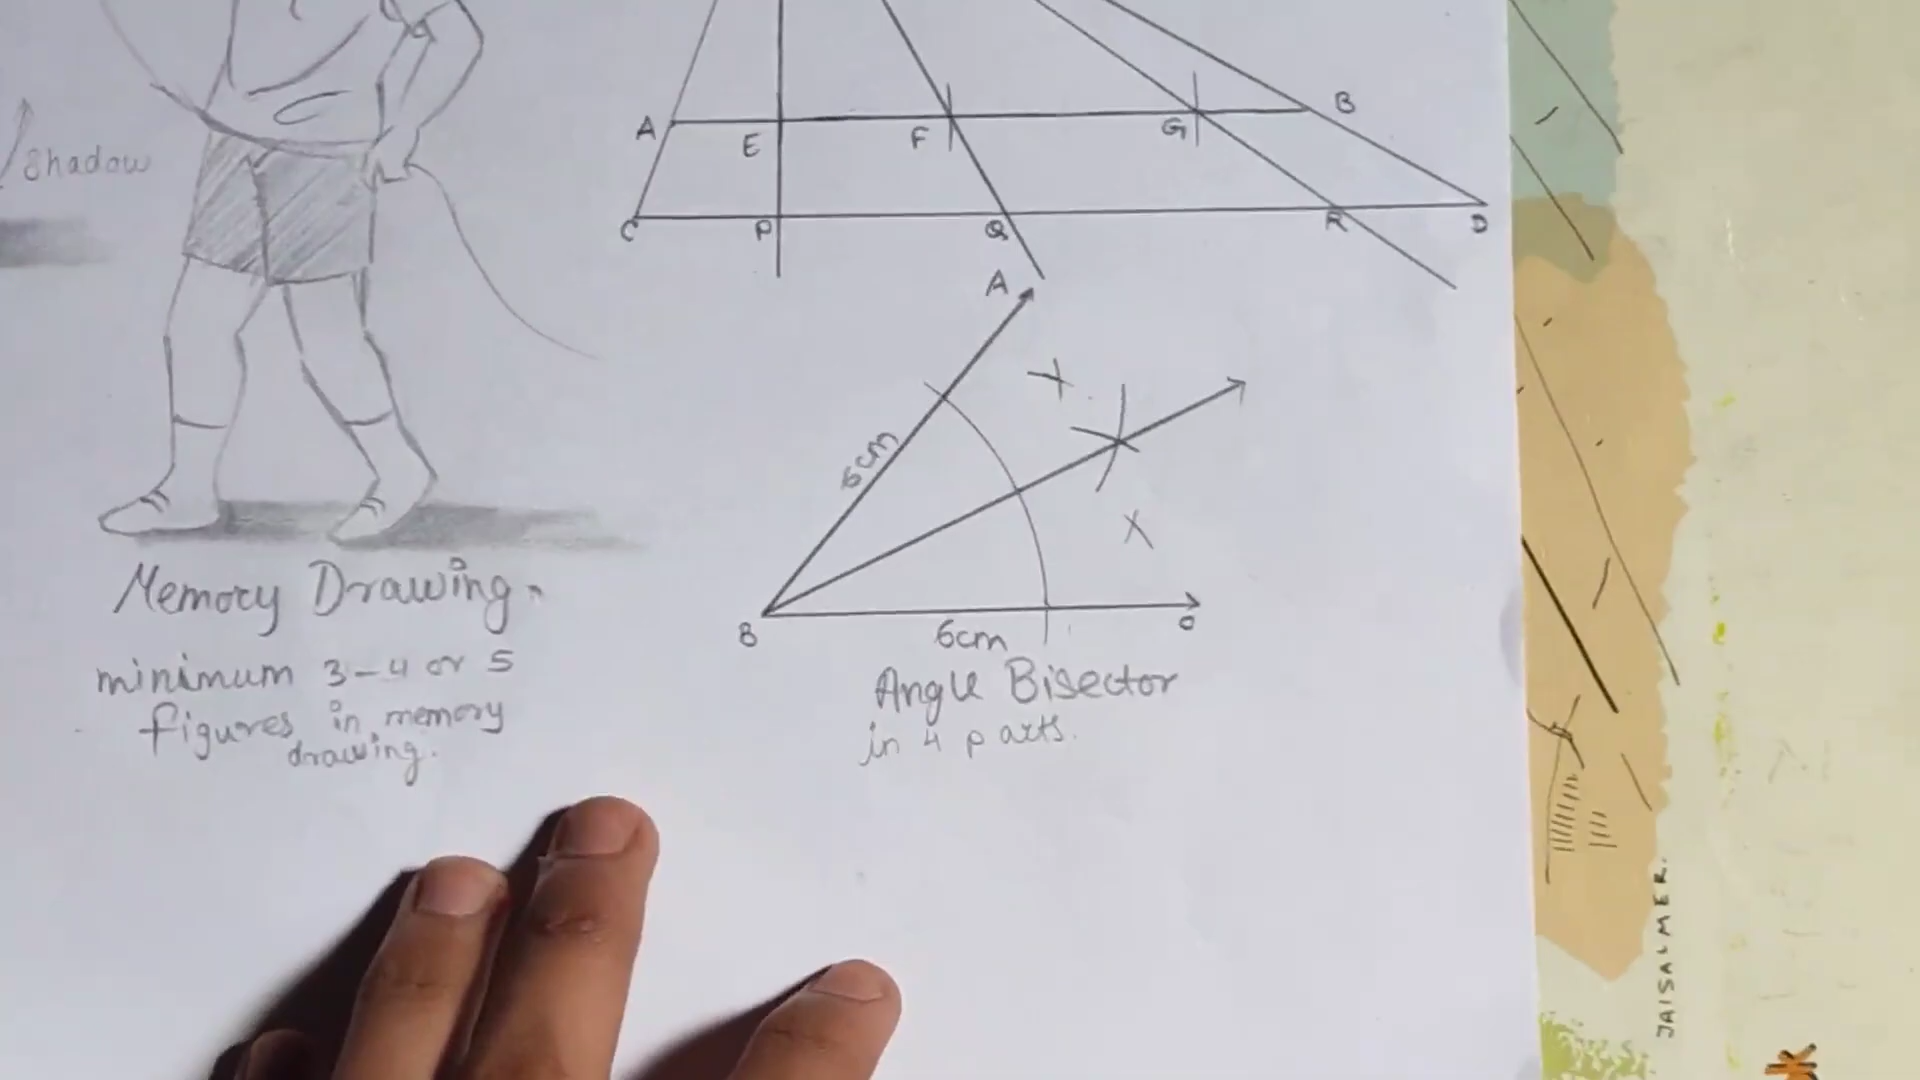 Shadow
A
E
F
G
B
C
P
Q
R
D
A
6cm
B
6cm
C
Angle Bisector
in 4 parts.
Memory Drawing.
minimum 3-4 or 5
figures in memory
drawing.
JAISALMER.